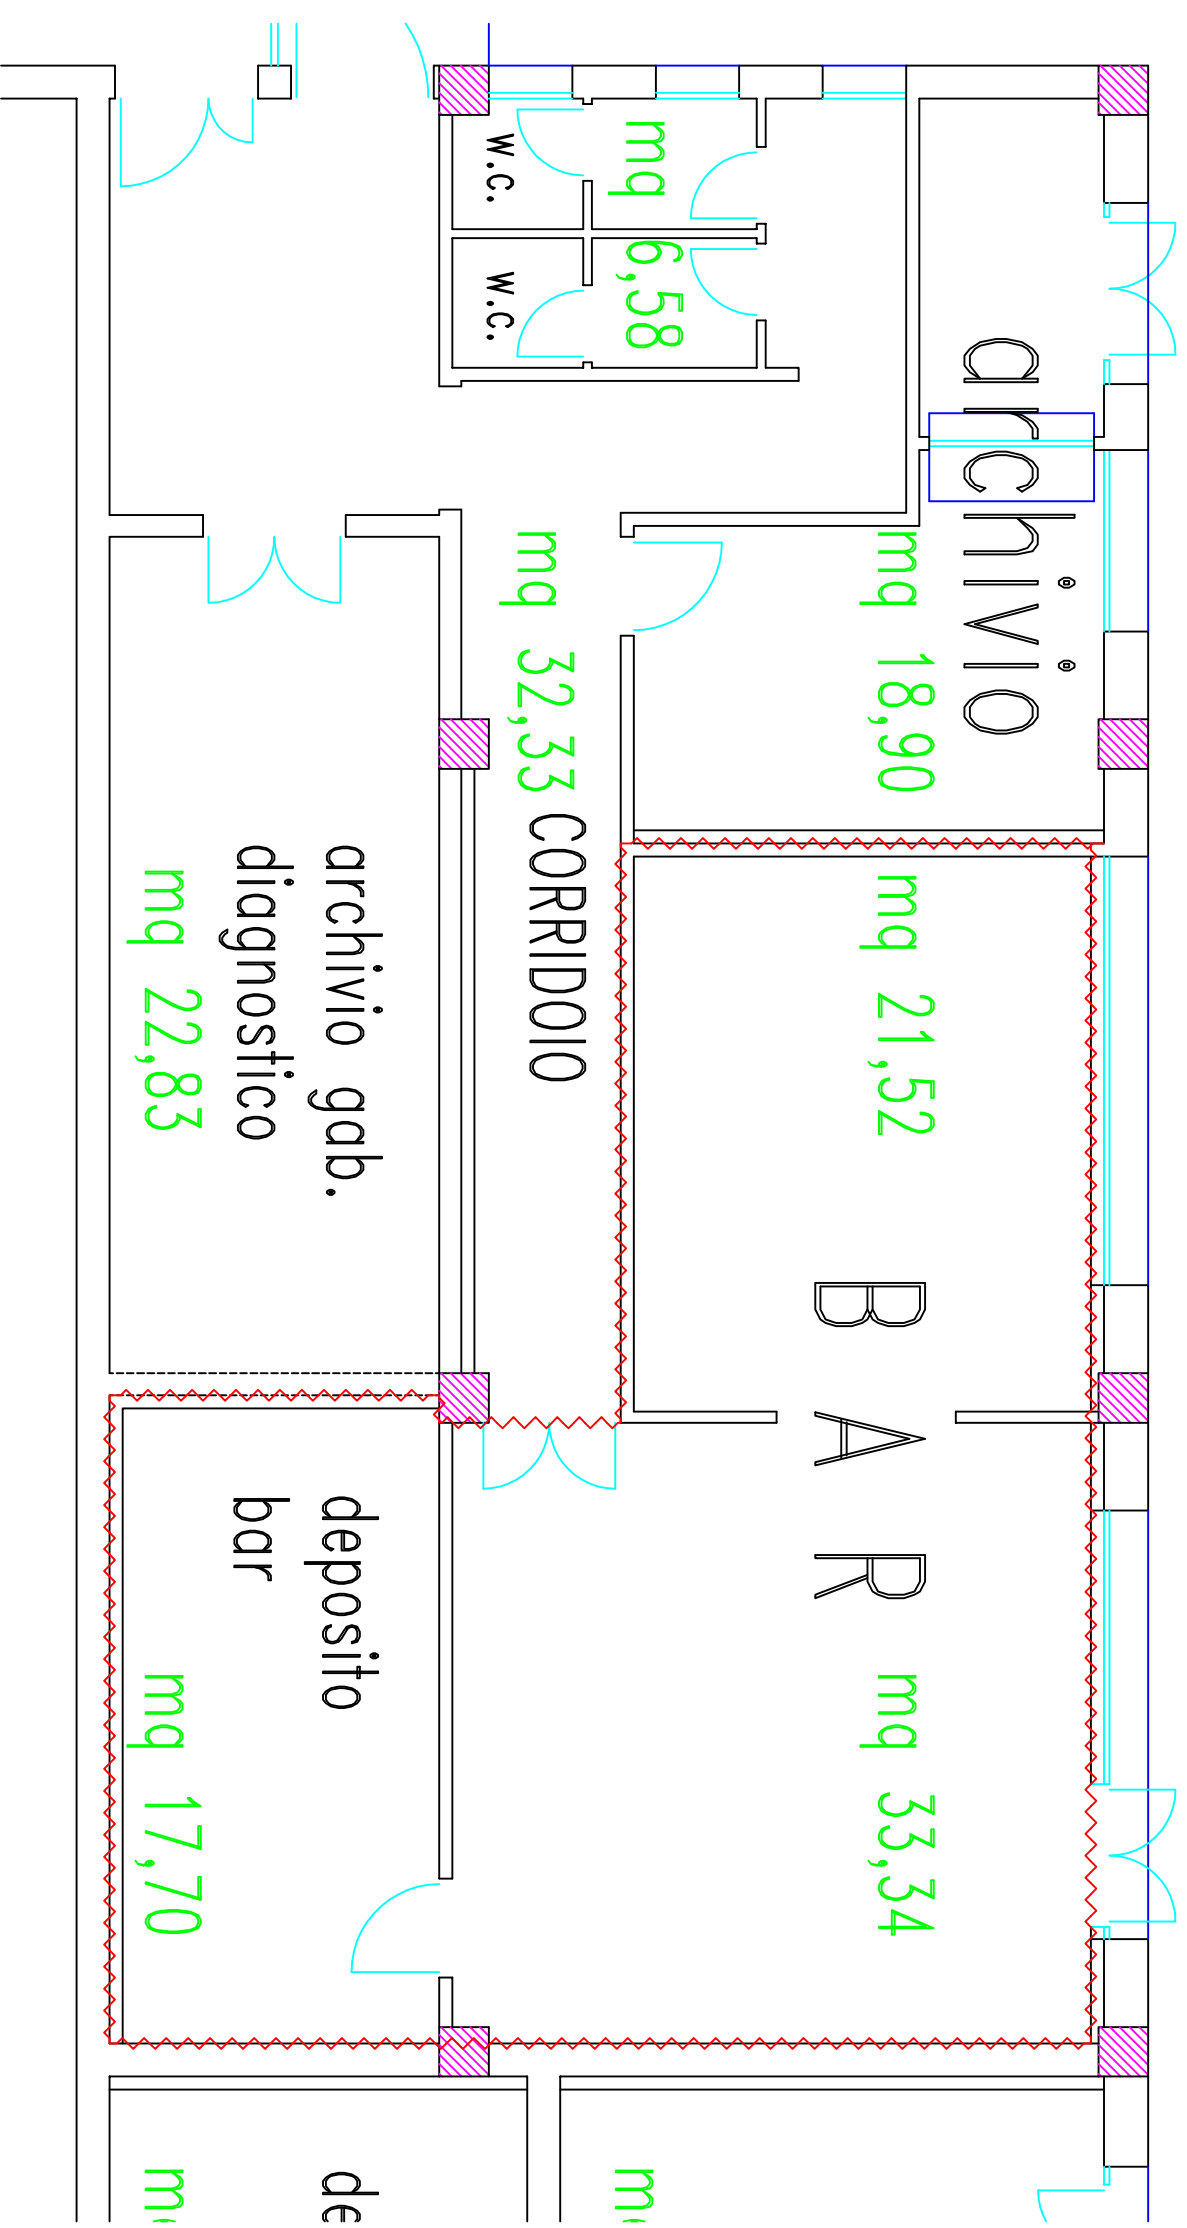 archivio
mq 18,90
mq 6,58
w.c.
w.c.
mq 32,33
CORRIDOIO
mq 21,52
BAR
mq 33,34
archivio gab.
diagnostico
mq 22,83
deposito
bar
mq 17,70